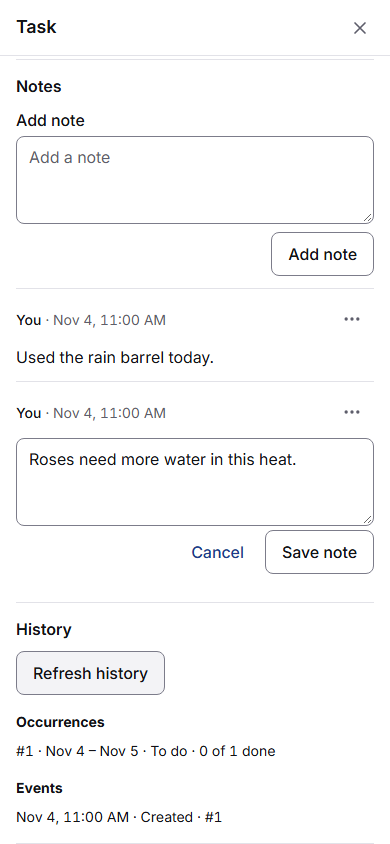 Task
Notes
Add note
Add a note
Add note
You · Nov 4, 11:00 AM
Used the rain barrel today.
You · Nov 4, 11:00 AM
Roses need more water in this heat.
Cancel Save note
History
Refresh history
Occurrences
#1 · Nov 4 – Nov 5 · To do · 0 of 1 done
Events
Nov 4, 11:00 AM · Created · #1